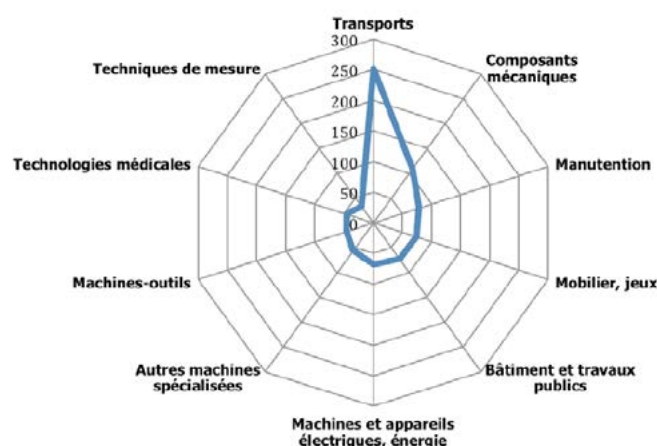 Transports
300
Composants
mécaniques
Techniques de mesure
250
200
150
Technologies médicales
100
Manutention
50
0
Machines-outils
Mobilier, jeux
Autres machines
spécialisées
Bâtiment et travaux
publics
Machines et appareils
électriques, énergie